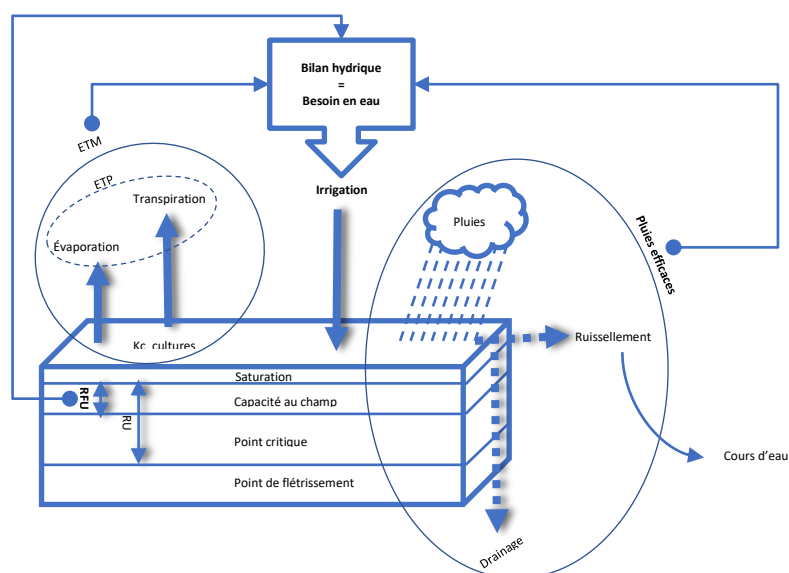 Bilan hydrique
=
Besoin en eau
ETM
ETP
Transpiration
Évaporation
Irrigation
Pluies
Pluies efficaces
Kc cultures
Ruissellement
Saturation
RFU
Capacité au champ
RU
Point critique
Cours d'eau
Point de flétrissement
Drainage